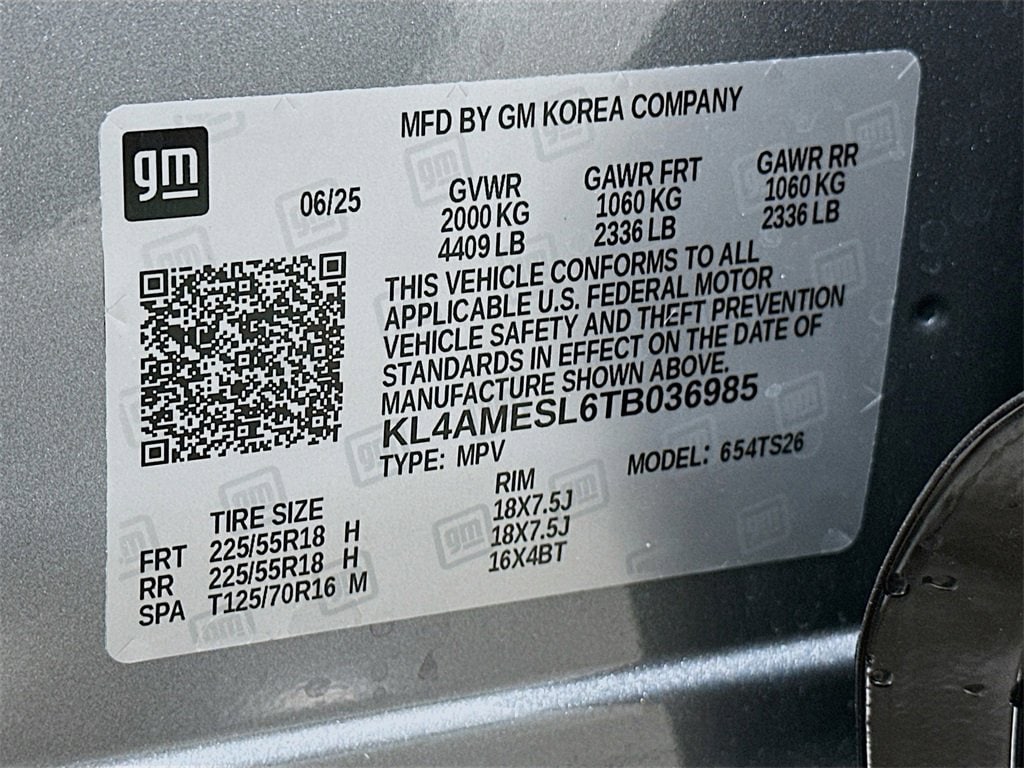 MFD BY GM KOREA COMPANY
gm
06/25
GVWR GAWR FRT GAWR RR
2000 KG 1060 KG 1060 KG
4409 LB 2336 LB 2336 LB
THIS VEHICLE CONFORMS TO ALL
APPLICABLE U.S. FEDERAL MOTOR
VEHICLE SAFETY AND THEFT PREVENTION
STANDARDS IN EFFECT ON THE DATE OF
MANUFACTURE SHOWN ABOVE.
KL4AMESL6TB036985
TYPE: MPV MODEL: 654TS26
TIRE SIZE RIM
FRT 225/55R18 H 18X7.5J
RR 225/55R18 H 18X7.5J
SPA T125/70R16 M 16X4BT